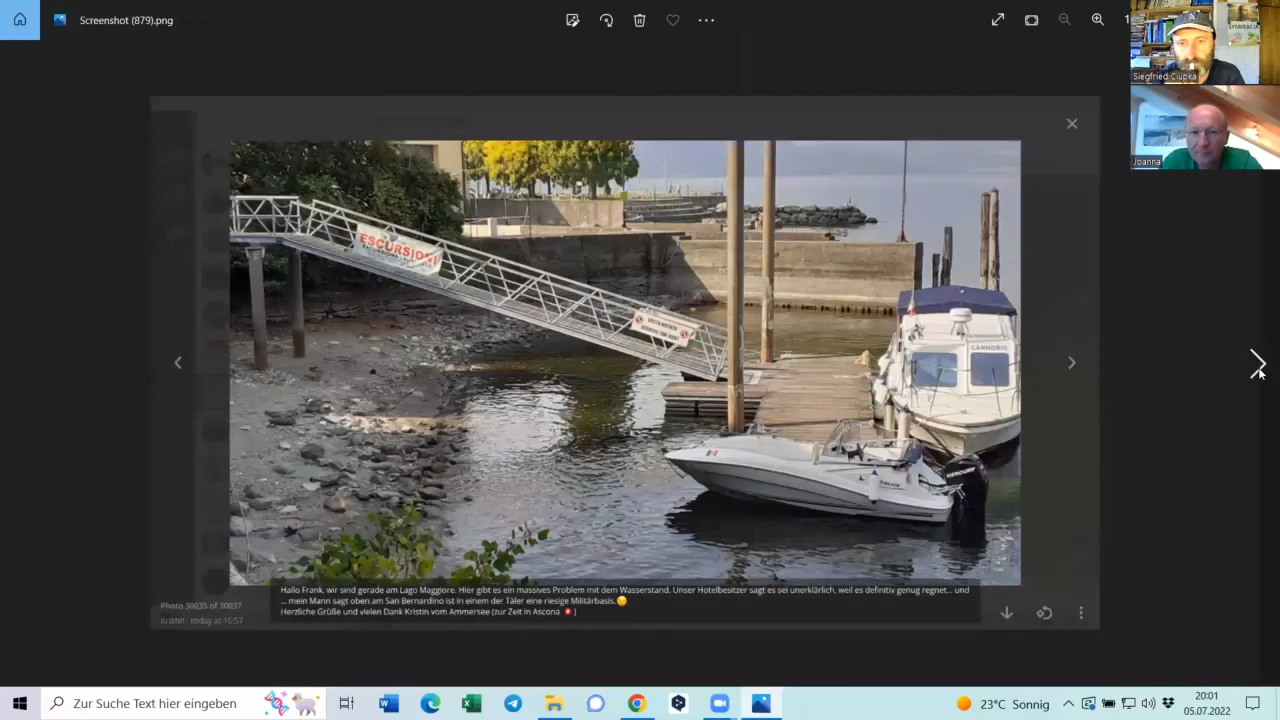 Screenshot (879).png
1
SYMIRACJA
Siegfried Ciupka
Joanna
ESCURSIONI
CANNOBIO
MERCURY
Hallo Frank, wir sind gerade am Lago Maggiore. Hier gibt es ein massives Problem mit dem Wasserstand. Unser Hotelbesitzer sagt es sei unerklärlich, weil es definitiv genug regnet... und
... mein Mann sagt oben am San Bernardino ist in einem der Täler eine riesige Militärbasis.😉
Herzliche Grüße und vielen Dank Kristin vom Ammersee (zur Zeit in Ascona 🇨🇭)
Photo 30035 of 30037
Kristin today at 16:57
Zur Suche Text hier eingeben
23°C Sonnig
20:01
05.07.2022